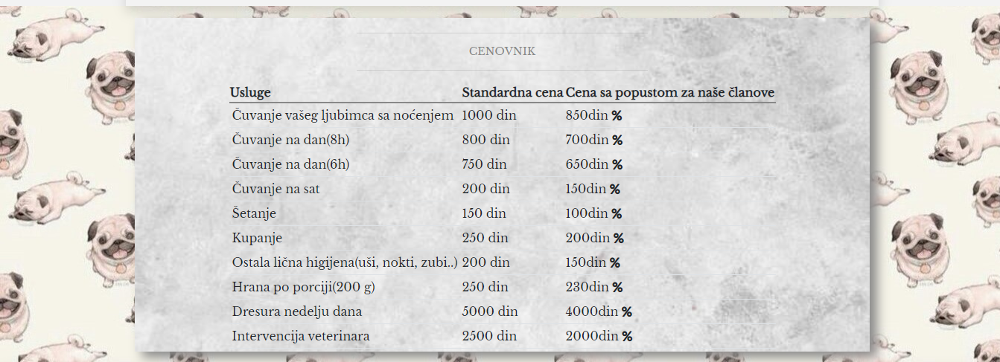 CENOVNIK
Usluge Standardna cena Cena sa popustom za naše članove
Čuvanje vašeg ljubimca sa noćenjem 1000 din 850din %
Čuvanje na dan(8h) 800 din 700din %
Čuvanje na dan(6h) 750 din 650din %
Čuvanje na sat 200 din 150din %
Šetanje 150 din 100din %
Kupanje 250 din 200din %
Ostala lična higijena(uši, nokti, zubi..) 200 din 150din %
Hrana po porciji(200 g) 250 din 230din %
Dresura nedelju dana 5000 din 4000din %
Intervencija veterinara 2500 din 2000din %